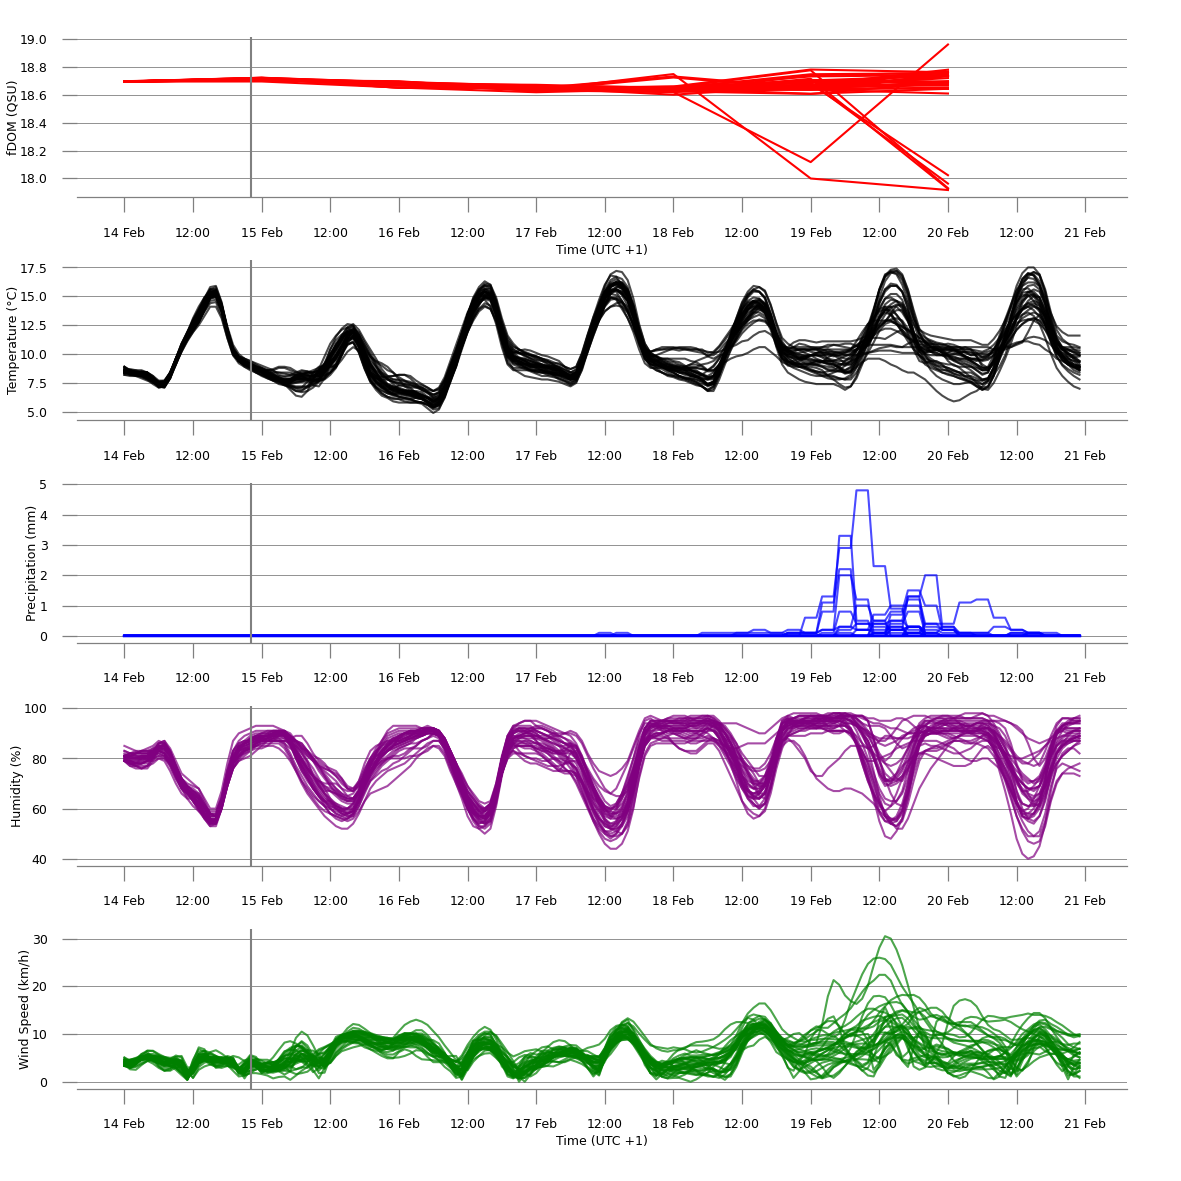 fDOM (QSU)
19.0
18.8
18.6
18.4
18.2
18.0
14 Feb 12:00 15 Feb 12:00 16 Feb 12:00 17 Feb 12:00 18 Feb 12:00 19 Feb 12:00 20 Feb 12:00 21 Feb
Time (UTC +1)
Temperature (°C)
17.5
15.0
12.5
10.0
7.5
5.0
14 Feb 12:00 15 Feb 12:00 16 Feb 12:00 17 Feb 12:00 18 Feb 12:00 19 Feb 12:00 20 Feb 12:00 21 Feb
Precipitation (mm)
5
4
3
2
1
0
14 Feb 12:00 15 Feb 12:00 16 Feb 12:00 17 Feb 12:00 18 Feb 12:00 19 Feb 12:00 20 Feb 12:00 21 Feb
Humidity (%)
100
80
60
40
14 Feb 12:00 15 Feb 12:00 16 Feb 12:00 17 Feb 12:00 18 Feb 12:00 19 Feb 12:00 20 Feb 12:00 21 Feb
Wind Speed (km/h)
30
20
10
0
14 Feb 12:00 15 Feb 12:00 16 Feb 12:00 17 Feb 12:00 18 Feb 12:00 19 Feb 12:00 20 Feb 12:00 21 Feb
Time (UTC +1)